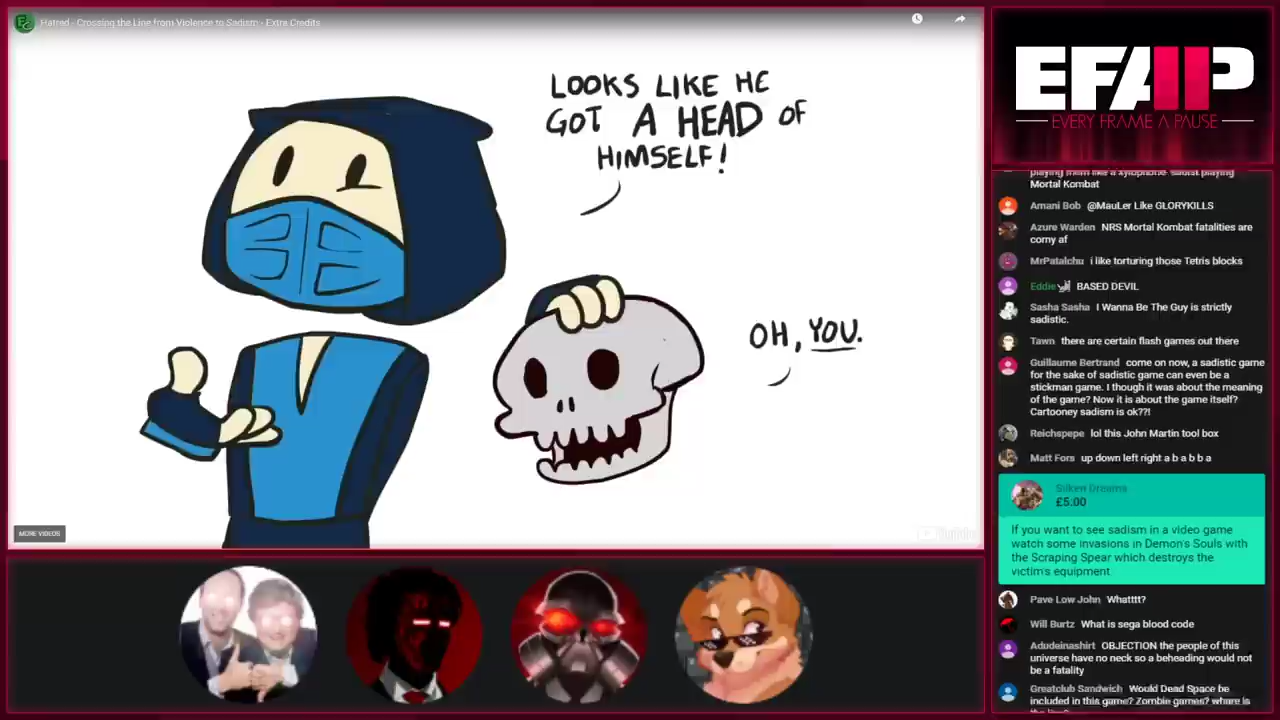 Hatred - Crossing the Line from Violence to Sadism - Extra Credits
LOOKS LIKE HE
GOT A HEAD OF
HIMSELF!
OH, YOU.
MORE VIDEOS
EFAP
EVERY FRAME A PAUSE
playing them like a xylophone
playing
Mortal Kombat
Amani Bob @MauLer Like GLORYKILLS
Azure Warden NRS Mortal Kombat fatalities are
corny af
MrPatalchu i like torturing those Tetris blocks
Eddie BASED DEVIL
Sasha Sasha I Wanna Be The Guy is strictly
sadistic.
Tawn there are certain flash games out there
Guillaume Bertrand come on now, a sadistic game
for the sake of sadistic game can even be a
stickman game. I though it was about the meaning
of the game? Now it is about the game itself?
Cartooney sadism is ok??!
Reichspepe lol this John Martin tool box
Matt Fors up down left right a b a b b a
Silken Dreams
£5.00
If you want to see sadism in a video game
watch some invasions in Demon's Souls with
the Scraping Spear which destroys the
victim's equipment.
Pave Low John Whatttt?
Will Burtz What is sega blood code
Adudeinashirt OBJECTION the people of this
universe have no neck so a beheading would not
be a fatality
Greatclub Sandwich Would Dead Space be
included in this game? Zombie games? where is